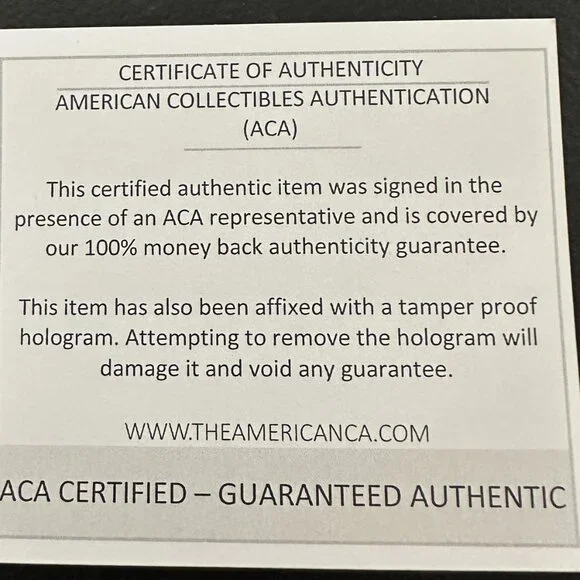 CERTIFICATE OF AUTHENTICITY
AMERICAN COLLECTIBLES AUTHENTICATION
(ACA)
This certified authentic item was signed in the
presence of an ACA representative and is covered by
our 100% money back authenticity guarantee.
This item has also been affixed with a tamper proof
hologram. Attempting to remove the hologram will
damage it and void any guarantee.
WWW.THEAMERICANCA.COM
ACA CERTIFIED – GUARANTEED AUTHENTIC